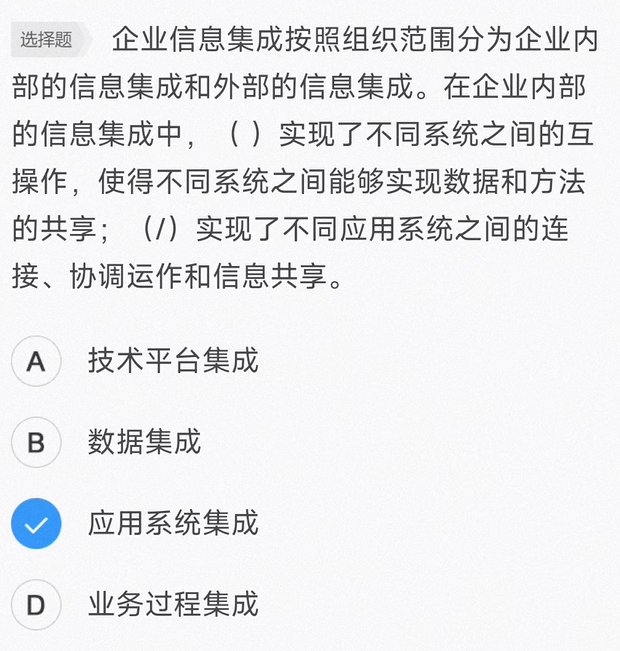 选择题 企业信息集成按照组织范围分为企业内
部的信息集成和外部的信息集成。在企业内部
的信息集成中，（ ）实现了不同系统之间的互
操作，使得不同系统之间能够实现数据和方法
的共享；（/）实现了不同应用系统之间的连
接、协调运作和信息共享。
A 技术平台集成
B 数据集成
应用系统集成
D 业务过程集成